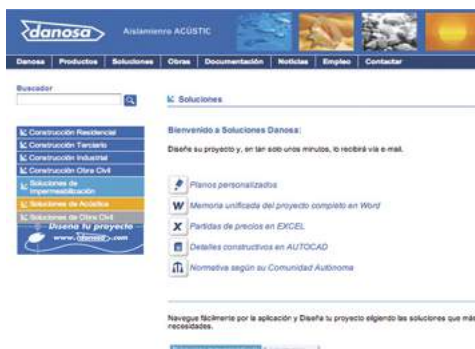 danosa
Aislamienro ACÚSTIC
Danosa Productos Soluciones Obras Documentación Noticias Empleo Contactar
Buscador
Soluciones
Construcción Residencial
Construcción Terciario
Construcción Industrial
Construcción Obra Civil
Soluciones de
Impermeabilización
Soluciones de Acústica
Soluciones de Obra Civil
Diseña tu proyecto
www.danosa.com
Bienvenido a Soluciones Danosa:
Diseñe su proyecto y, en tan solo unos minutos, lo recibirá vía e-mail.
Planos personalizados
W Memoria unificada del proyecto completo en Word
X Partidas de precios en EXCEL
Detalles constructivos en AUTOCAD
Normativa según su Comunidad Autónoma
Navegue fácilmente por la aplicación y Diseña tu proyecto eligiendo las soluciones que más
necesidades.